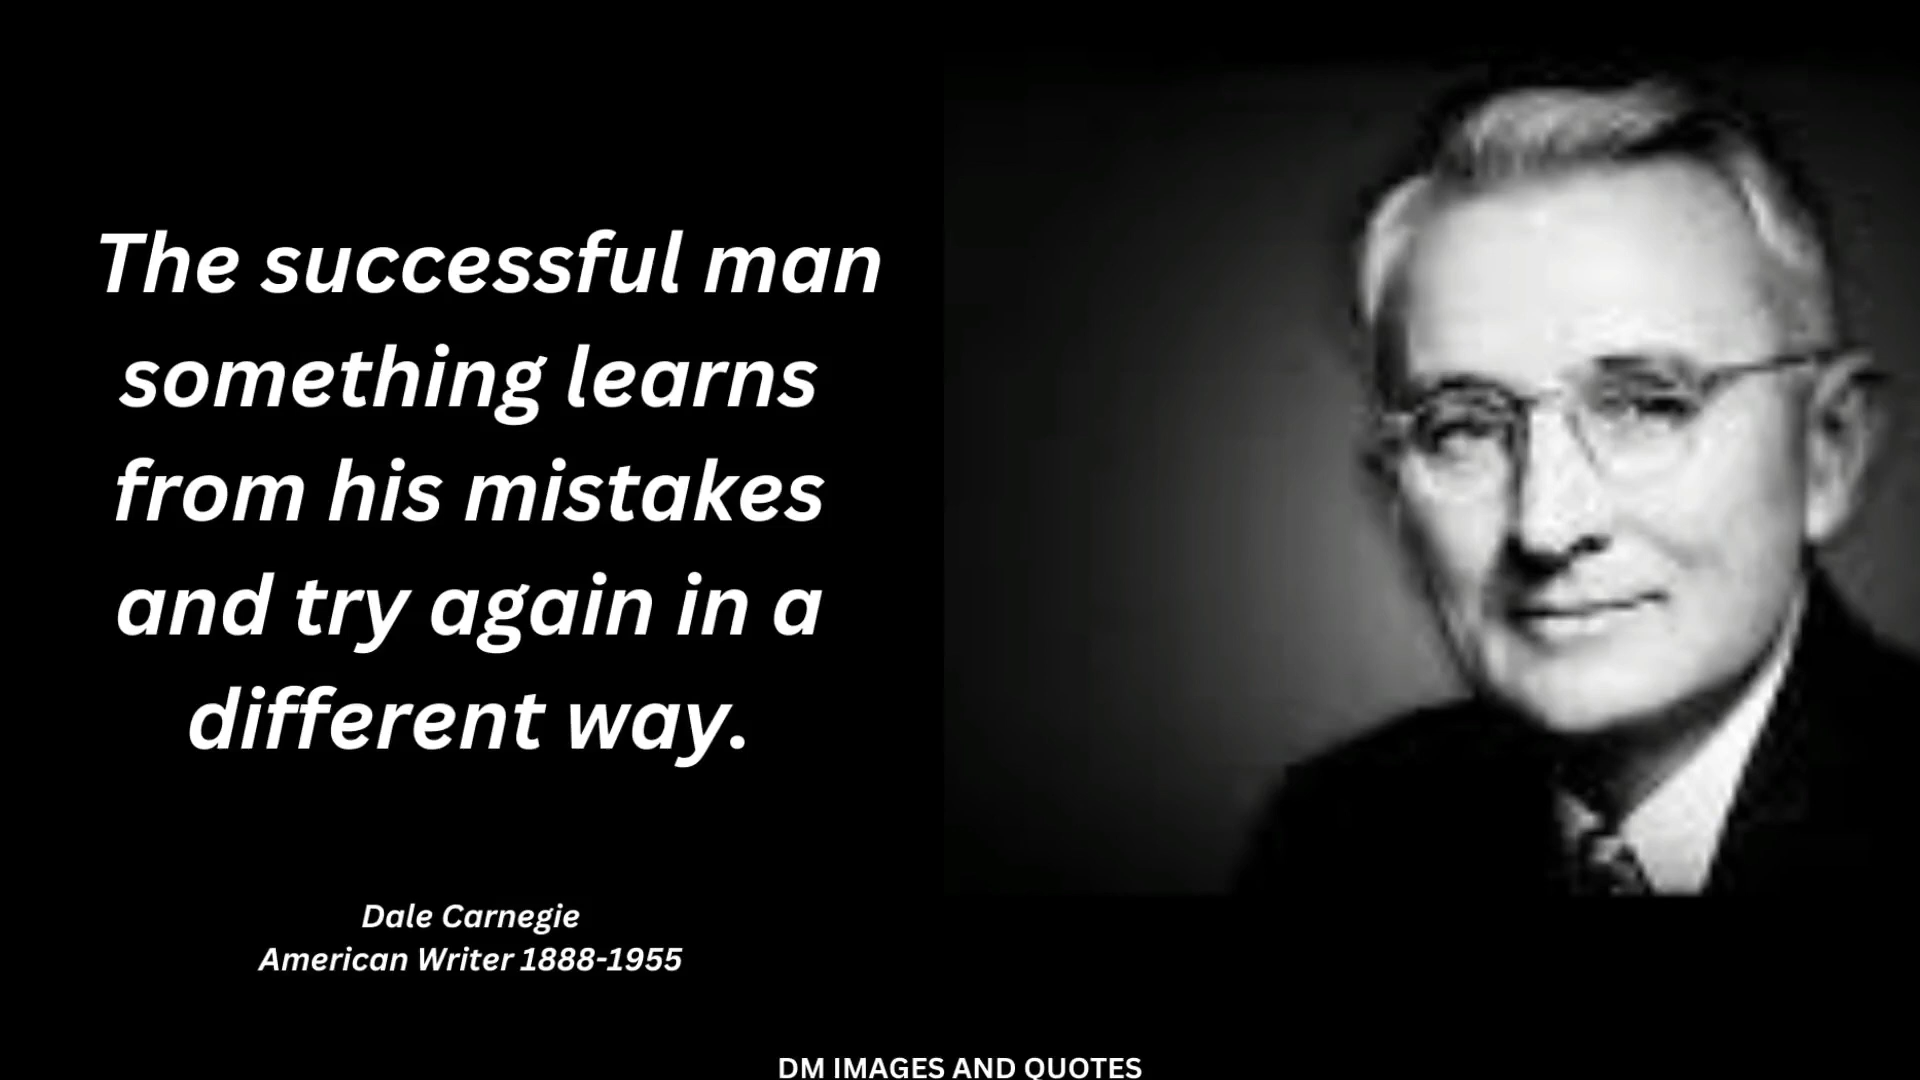 The successful man
something learns
from his mistakes
and try again in a
different way.
Dale Carnegie
American Writer 1888-1955
DM IMAGES AND QUOTES